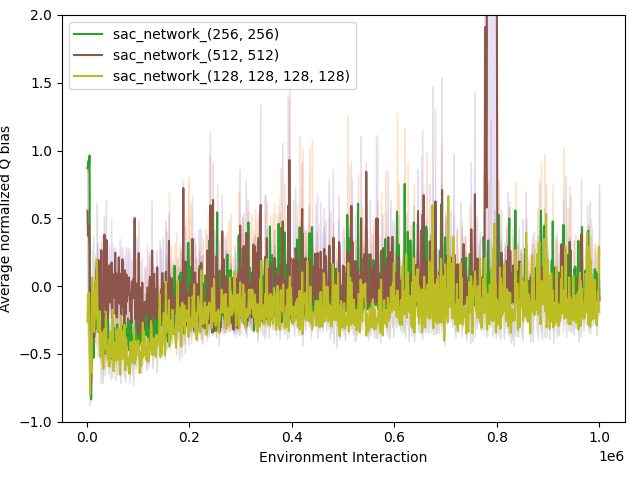 2.0
1.5
1.0
0.5
0.0
−0.5
−1.0
Average normalized Q bias
sac_network_(256, 256)
sac_network_(512, 512)
sac_network_(128, 128, 128, 128)
0.0 0.2 0.4 0.6 0.8 1.0
1e6
Environment Interaction